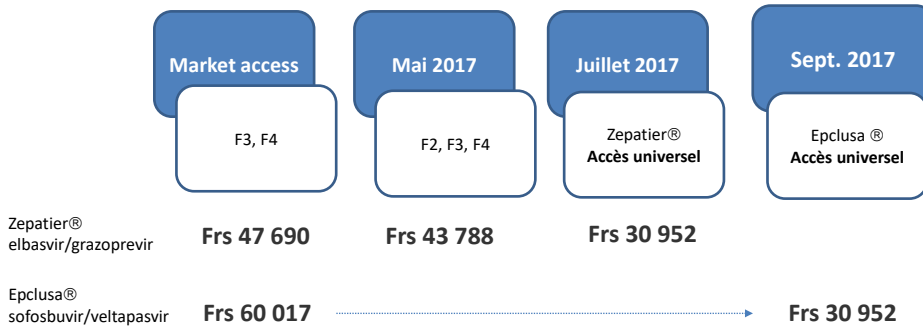 Market access
Mai 2017
Juillet 2017
Sept. 2017
F3, F4
F2, F3, F4
Zepatier®
Accès universel
Epclusa ®
Accès universel
Zepatier®
elbasvir/grazoprevir
Frs 47 690
Frs 43 788
Frs 30 952
Epclusa®
sofosbuvir/veltapasvir
Frs 60 017
Frs 30 952